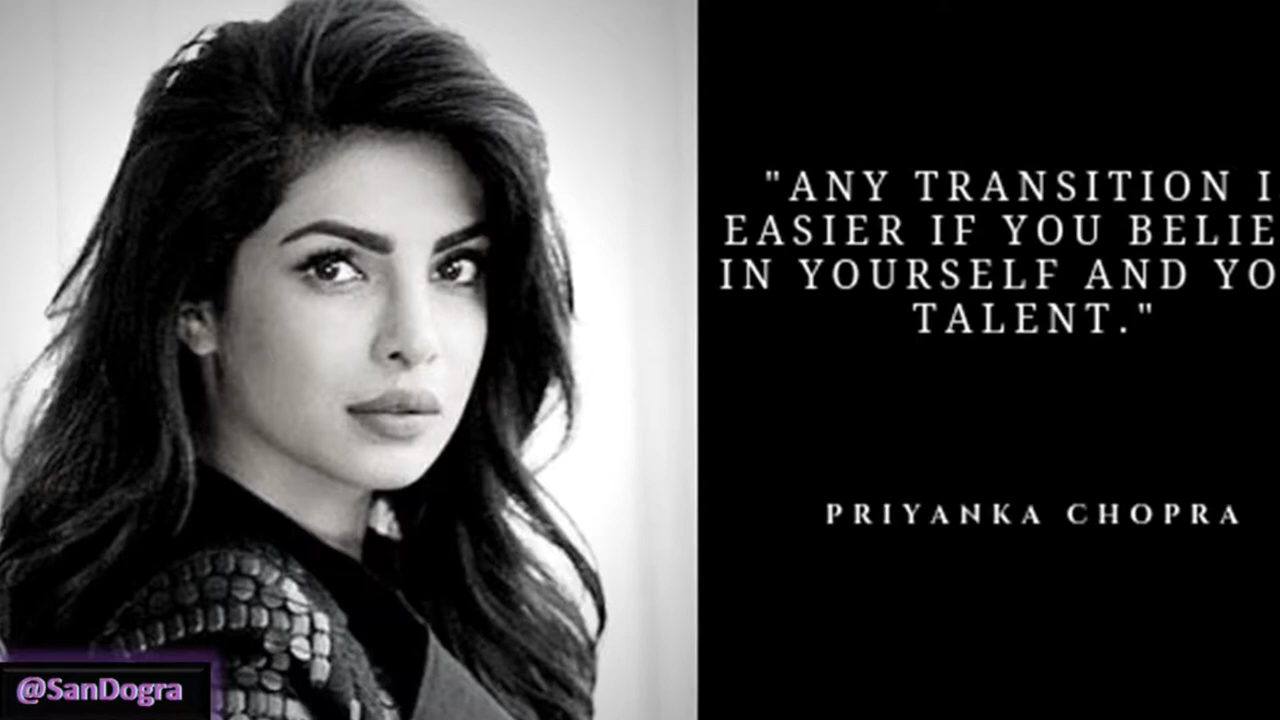 "ANY TRANSITION I
EASIER IF YOU BELIE
IN YOURSELF AND YO
TALENT."
PRIYANKA CHOPRA
@SanDogra